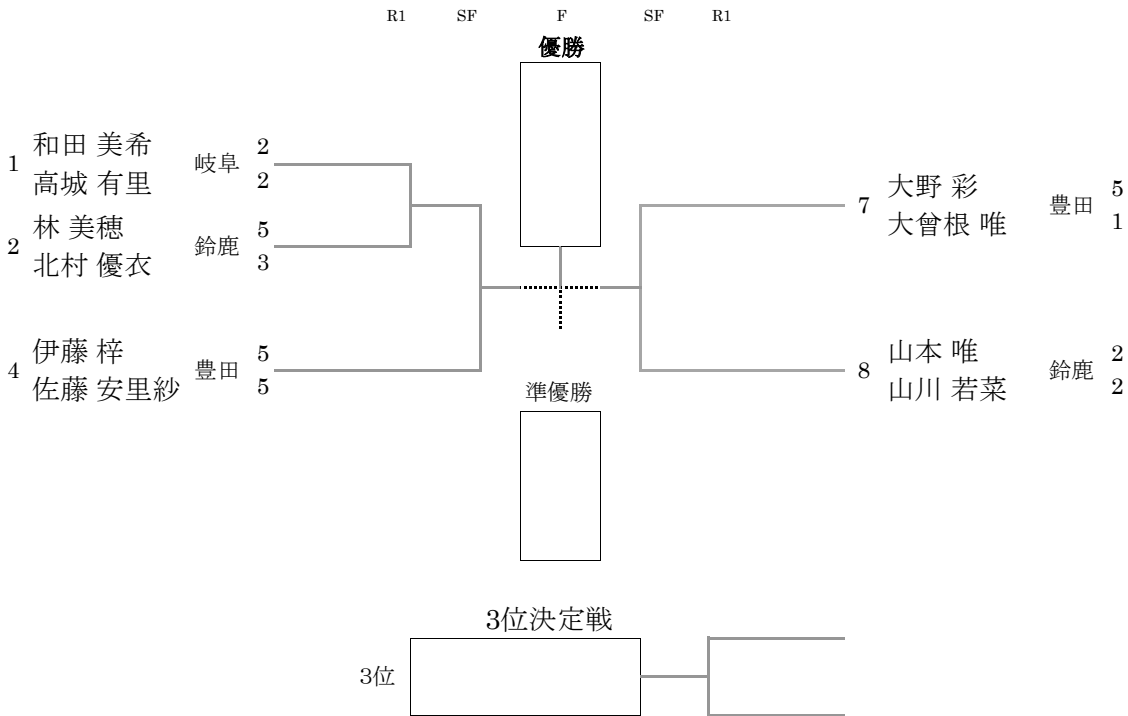 R1 SF F SF R1
優勝
1 和田 美希 岐阜 2
高城 有里 2
2 林 美穂 鈴鹿 5
北村 優衣 3
4 伊藤 梓 豊田 5
佐藤 安里紗 5
7 大野 彩 豊田 5
大曾根 唯 1
8 山本 唯 鈴鹿 2
山川 若菜 2
準優勝
3位決定戦
3位